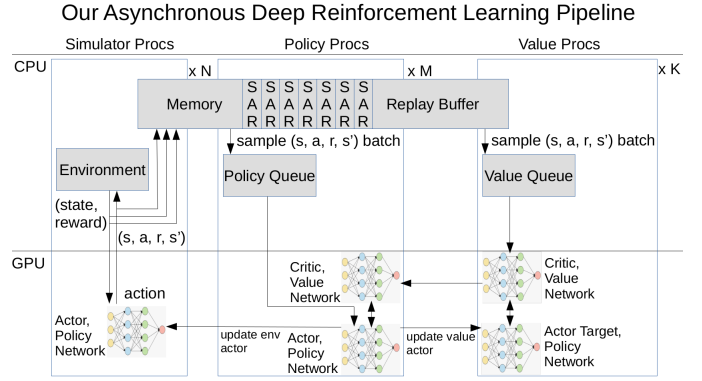 Our Asynchronous Deep Reinforcement Learning Pipeline
Simulator Procs
Policy Procs
Value Procs
CPU
x N
x M
x K
Memory
S S S S S S S
A A A A A A A
R R R R R R R
Replay Buffer
sample (s, a, r, s') batch
sample (s, a, r, s') batch
Environment
Policy Queue
Value Queue
(state,
reward)
(s, a, r, s')
GPU
action
Critic,
Value
Network
Critic,
Value
Network
Actor,
Policy
Network
update env
actor
Actor,
Policy
Network
update value
actor
Actor Target,
Policy
Network